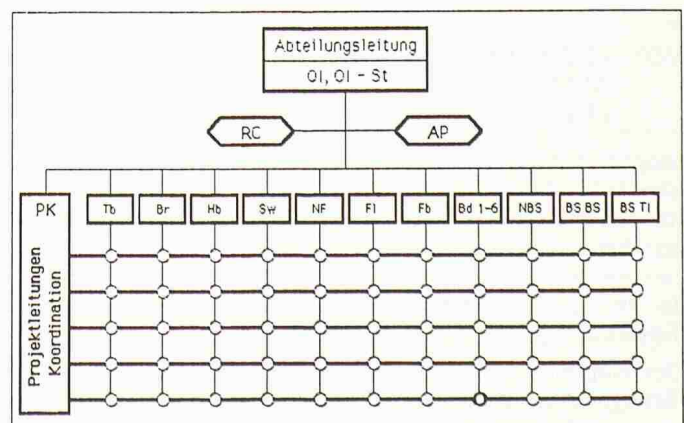 Abteilungsleitung
OI, OI - St
RC
AP
PK
Tb
Br
Hb
Sw
NF
Fl
Fb
Bd 1-6
NBS
BS BS
BS TI
Projektleitungen
Koordination